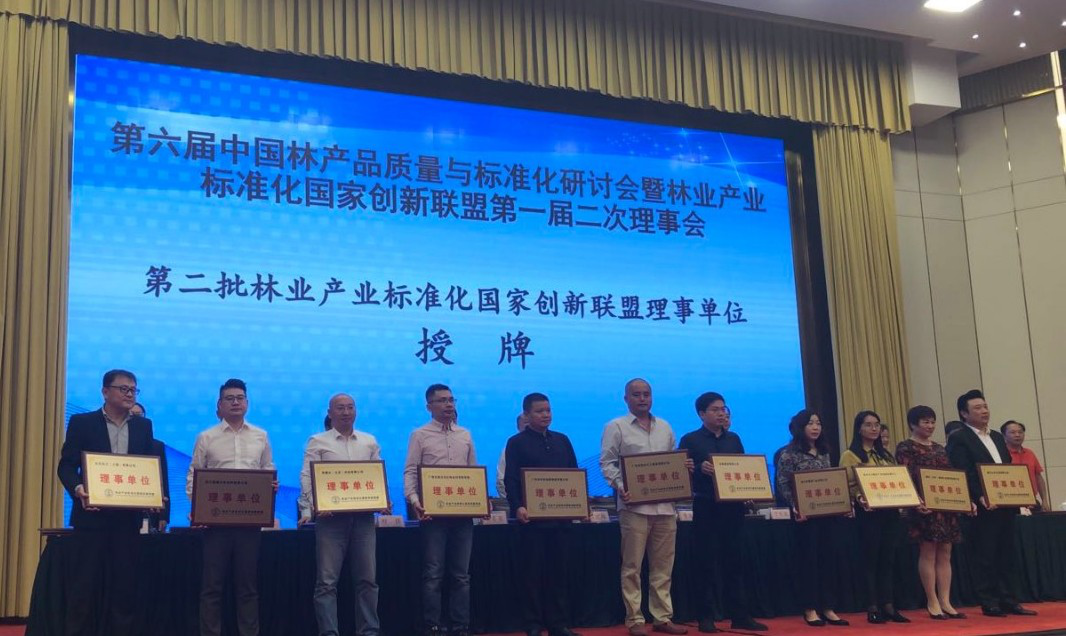 第六届中国林产品质量与标准化研讨会暨林业产业
标准化国家创新联盟第一届二次理事会
第二批林业产业标准化国家创新联盟理事单位
授 牌
理事单位
理事单位
理事单位
理事单位
理事单位
理事单位
理事单位
理事单位
理事单位
理事单位
理事单位